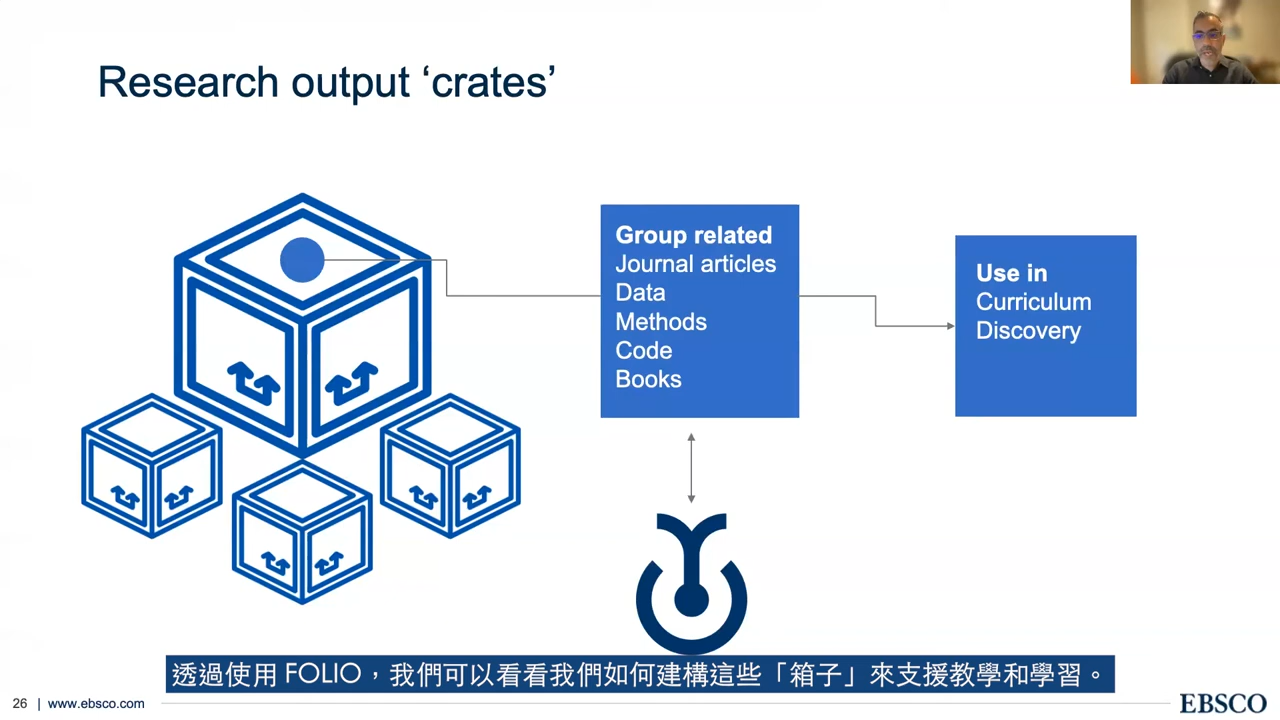 Research output ‘crates’
Group related
Journal articles
Data
Methods
Code
Books
Use in
Curriculum
Discovery
透過使用 FOLIO，我們可以看看我們如何建構這些「箱子」來支援教學和學習。
26 | www.ebsco.com
EBSCO